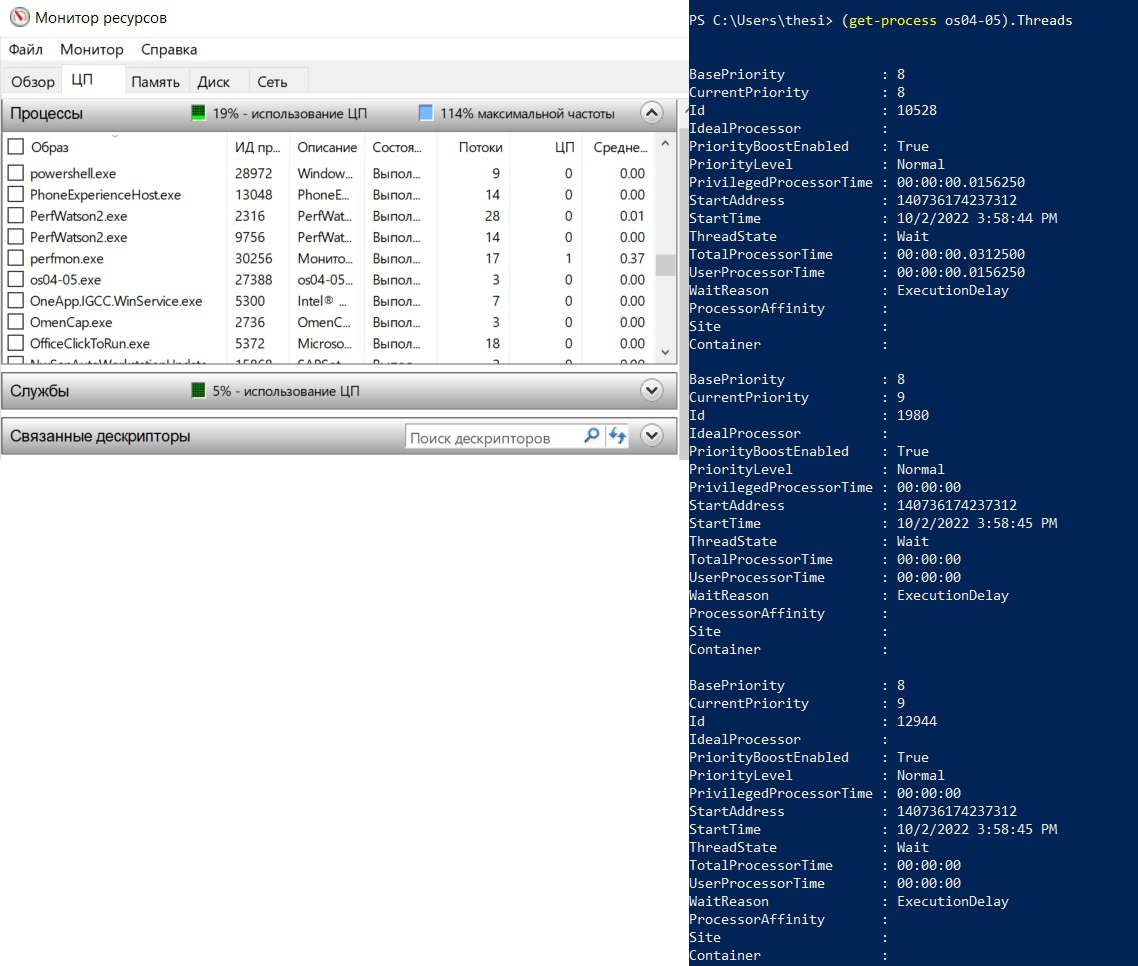 Монитор ресурсов
Файл Монитор Справка
Обзор ЦП Память Диск Сеть
Процессы 19% - использование ЦП 114% максимальной частоты
Образ ИД пр... Описание Состоя... Потоки ЦП Средне...
powershell.exe 28972 Window... Выпол... 9 0 0.00
PhoneExperienceHost.exe 13048 PhoneE... Выпол... 14 0 0.00
PerfWatson2.exe 2316 PerfWat... Выпол... 28 0 0.01
PerfWatson2.exe 9756 PerfWat... Выпол... 14 0 0.00
perfmon.exe 30256 Монито... Выпол... 17 1 0.37
os04-05.exe 27388 os04-05... Выпол... 3 0 0.00
OneApp.IGCC.WinService.exe 5300 Intel® ... Выпол... 7 0 0.00
OmenCap.exe 2736 OmenC... Выпол... 3 0 0.00
OfficeClickToRun.exe 5372 Microso... Выпол... 18 0 0.00
Службы 5% - использование ЦП
Связанные дескрипторы Поиск дескрипторов
PS C:\Users\thesi> (get-process os04-05).Threads
BasePriority : 8
CurrentPriority : 8
Id : 10528
IdealProcessor :
PriorityBoostEnabled : True
PriorityLevel : Normal
PrivilegedProcessorTime : 00:00:00.0156250
StartAddress : 140736174237312
StartTime : 10/2/2022 3:58:44 PM
ThreadState : Wait
TotalProcessorTime : 00:00:00.0312500
UserProcessorTime : 00:00:00.0156250
WaitReason : ExecutionDelay
ProcessorAffinity :
Site :
Container :
BasePriority : 8
CurrentPriority : 9
Id : 1980
IdealProcessor :
PriorityBoostEnabled : True
PriorityLevel : Normal
PrivilegedProcessorTime : 00:00:00
StartAddress : 140736174237312
StartTime : 10/2/2022 3:58:45 PM
ThreadState : Wait
TotalProcessorTime : 00:00:00
UserProcessorTime : 00:00:00
WaitReason : ExecutionDelay
ProcessorAffinity :
Site :
Container :
BasePriority : 8
CurrentPriority : 9
Id : 12944
IdealProcessor :
PriorityBoostEnabled : True
PriorityLevel : Normal
PrivilegedProcessorTime : 00:00:00
StartAddress : 140736174237312
StartTime : 10/2/2022 3:58:45 PM
ThreadState : Wait
TotalProcessorTime : 00:00:00
UserProcessorTime : 00:00:00
WaitReason : ExecutionDelay
ProcessorAffinity :
Site :
Container :